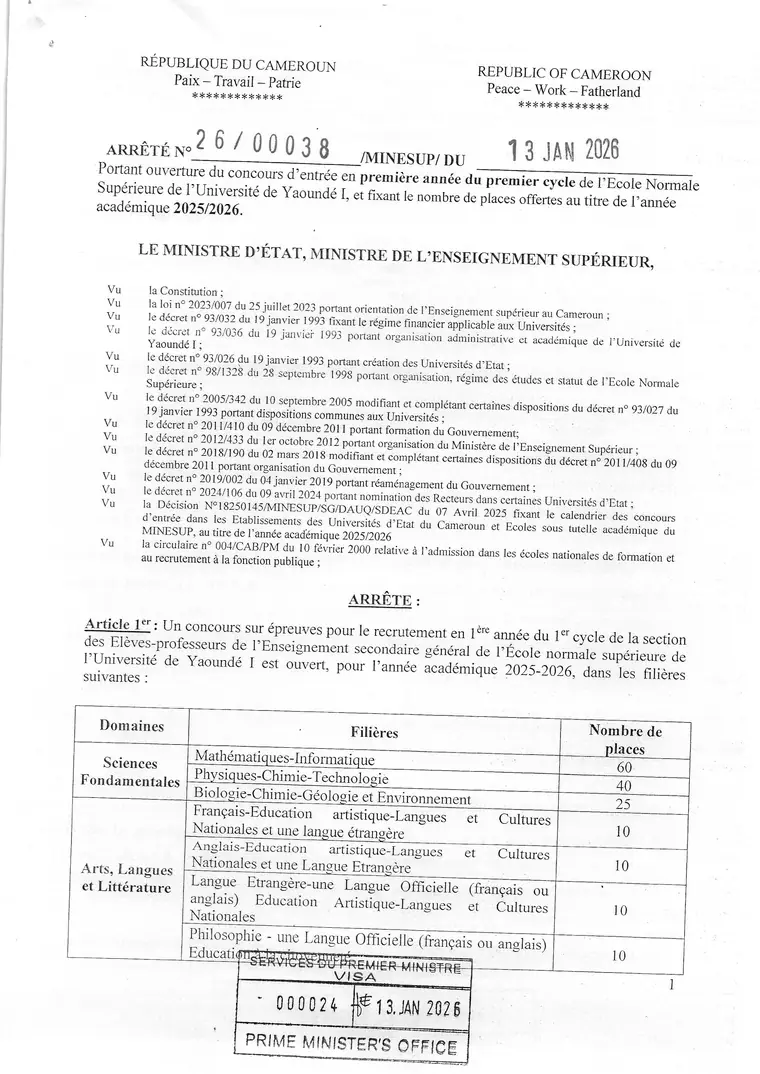 RÉPUBLIQUE DU CAMEROUN
Paix – Travail – Patrie
*************
REPUBLIC OF CAMEROON
Peace – Work – Fatherland
*************
ARRÊTÉ N° 26/00038 /MINESUP/ DU 13 JAN 2026
Portant ouverture du concours d'entrée en première année du premier cycle de l'Ecole Normale
Supérieure de l'Université de Yaoundé I, et fixant le nombre de places offertes au titre de l'année
académique 2025/2026.
LE MINISTRE D'ÉTAT, MINISTRE DE L'ENSEIGNEMENT SUPÉRIEUR,
Vu la Constitution ;
Vu la loi n° 2023/007 du 25 juillet 2023 portant orientation de l'Enseignement supérieur au Cameroun ;
Vu le décret n° 93/032 du 19 janvier 1993 fixant le régime financier applicable aux Universités ;
Vu le décret n° 93/036 du 19 janvier 1993 portant organisation administrative et académique de l'Université de
Yaoundé I ;
Vu le décret n° 93/026 du 19 janvier 1993 portant création des Universités d'Etat ;
Vu le décret n° 98/1328 du 28 septembre 1998 portant organisation, régime des études et statut de l'Ecole Normale
Supérieure ;
Vu le décret n° 2005/342 du 10 septembre 2005 modifiant et complétant certaines dispositions du décret n° 93/027 du
19 janvier 1993 portant dispositions communes aux Universités ;
Vu le décret n° 2011/410 du 09 décembre 2011 portant formation du Gouvernement;
Vu le décret n° 2012/433 du 1er octobre 2012 portant organisation du Ministère de l'Enseignement Supérieur ;
Vu le décret n° 2018/190 du 02 mars 2018 modifiant et complétant certaines dispositions du décret n° 2011/408 du 09
décembre 2011 portant organisation du Gouvernement ;
Vu le décret n° 2019/002 du 04 janvier 2019 portant réaménagement du Gouvernement ;
Vu le décret n° 2024/106 du 09 avril 2024 portant nomination des Recteurs dans certaines Universités d'Etat ;
Vu la Décision N°18250145/MINESUP/SG/DAUQ/SDEAC du 07 Avril 2025 fixant le calendrier des concours
d'entrée dans les Etablissements des Universités d'Etat du Cameroun et Ecoles sous tutelle académique du
MINESUP, au titre de l'année académique 2025/2026
Vu la circulaire n° 004/CAB/PM du 10 février 2000 relative à l'admission dans les écoles nationales de formation et
au recrutement à la fonction publique ;
ARRÊTE :
Article 1er : Un concours sur épreuves pour le recrutement en 1ère année du 1er cycle de la section
des Elèves-professeurs de l'Enseignement secondaire général de l'École normale supérieure de
l'Université de Yaoundé I est ouvert, pour l'année académique 2025-2026, dans les filières
suivantes :
Domaines Filières Nombre de
places
Sciences
Fondamentales
Mathématiques-Informatique 60
Physiques-Chimie-Technologie 40
Biologie-Chimie-Géologie et Environnement 25
Arts, Langues
et Littérature
Français-Education artistique-Langues et Cultures
Nationales et une langue étrangère 10
Anglais-Education artistique-Langues et Cultures
Nationales et une Langue Etrangère 10
Langue Etrangère-une Langue Officielle (français ou
anglais) Education Artistique-Langues et Cultures
Nationales 10
Philosophie - une Langue Officielle (français ou anglais)
Education à la citoyenneté 10
1
SERVICES DU PREMIER MINISTRE
VISA
- 000024 13. JAN 2026
PRIME MINISTER'S OFFICE